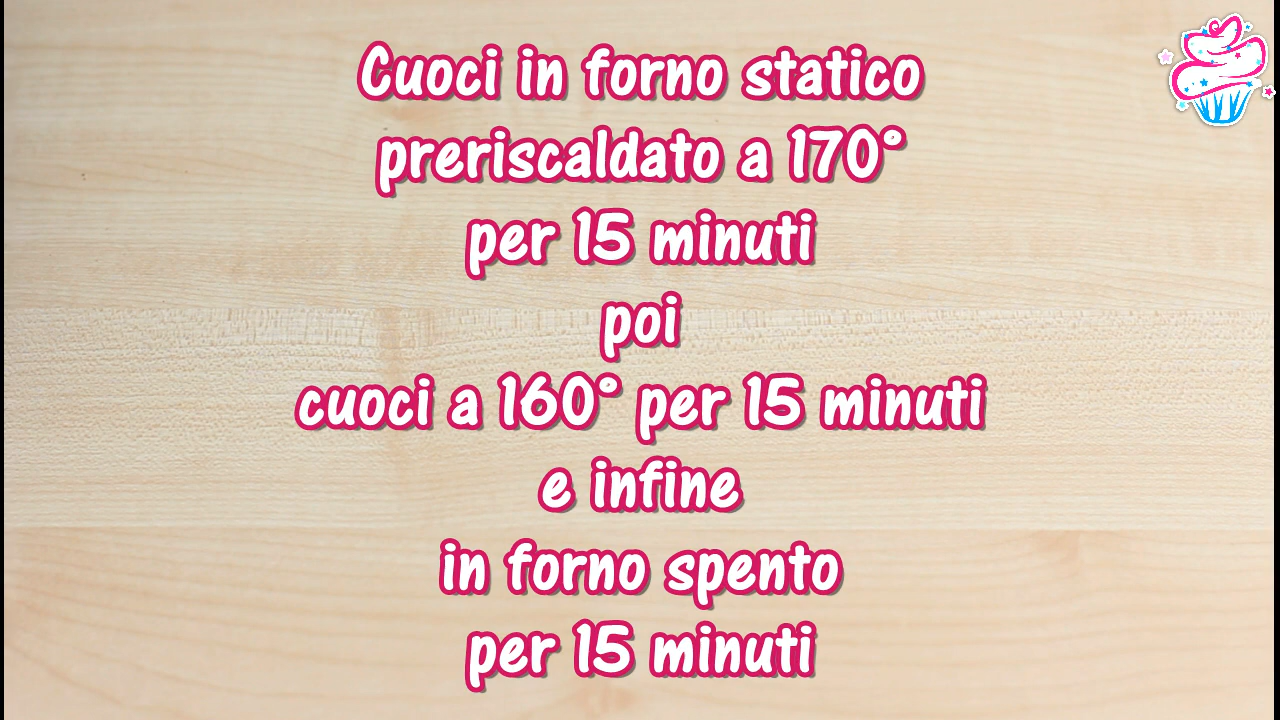 Cuoci in forno statico
preriscaldato a 170°
per 15 minuti
poi
cuoci a 160° per 15 minuti
e infine
in forno spento
per 15 minuti